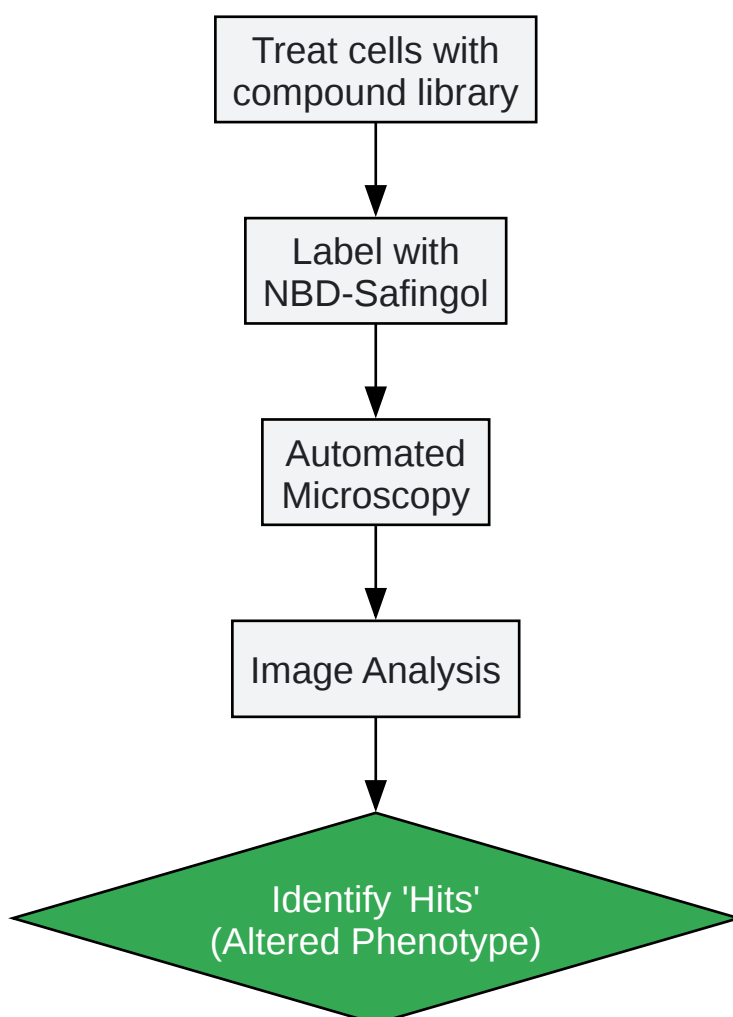 Treat cells with
compound library
Label with
NBD-Safingol
Automated
Microscopy
Image Analysis
Identify 'Hits'
(Altered Phenotype)